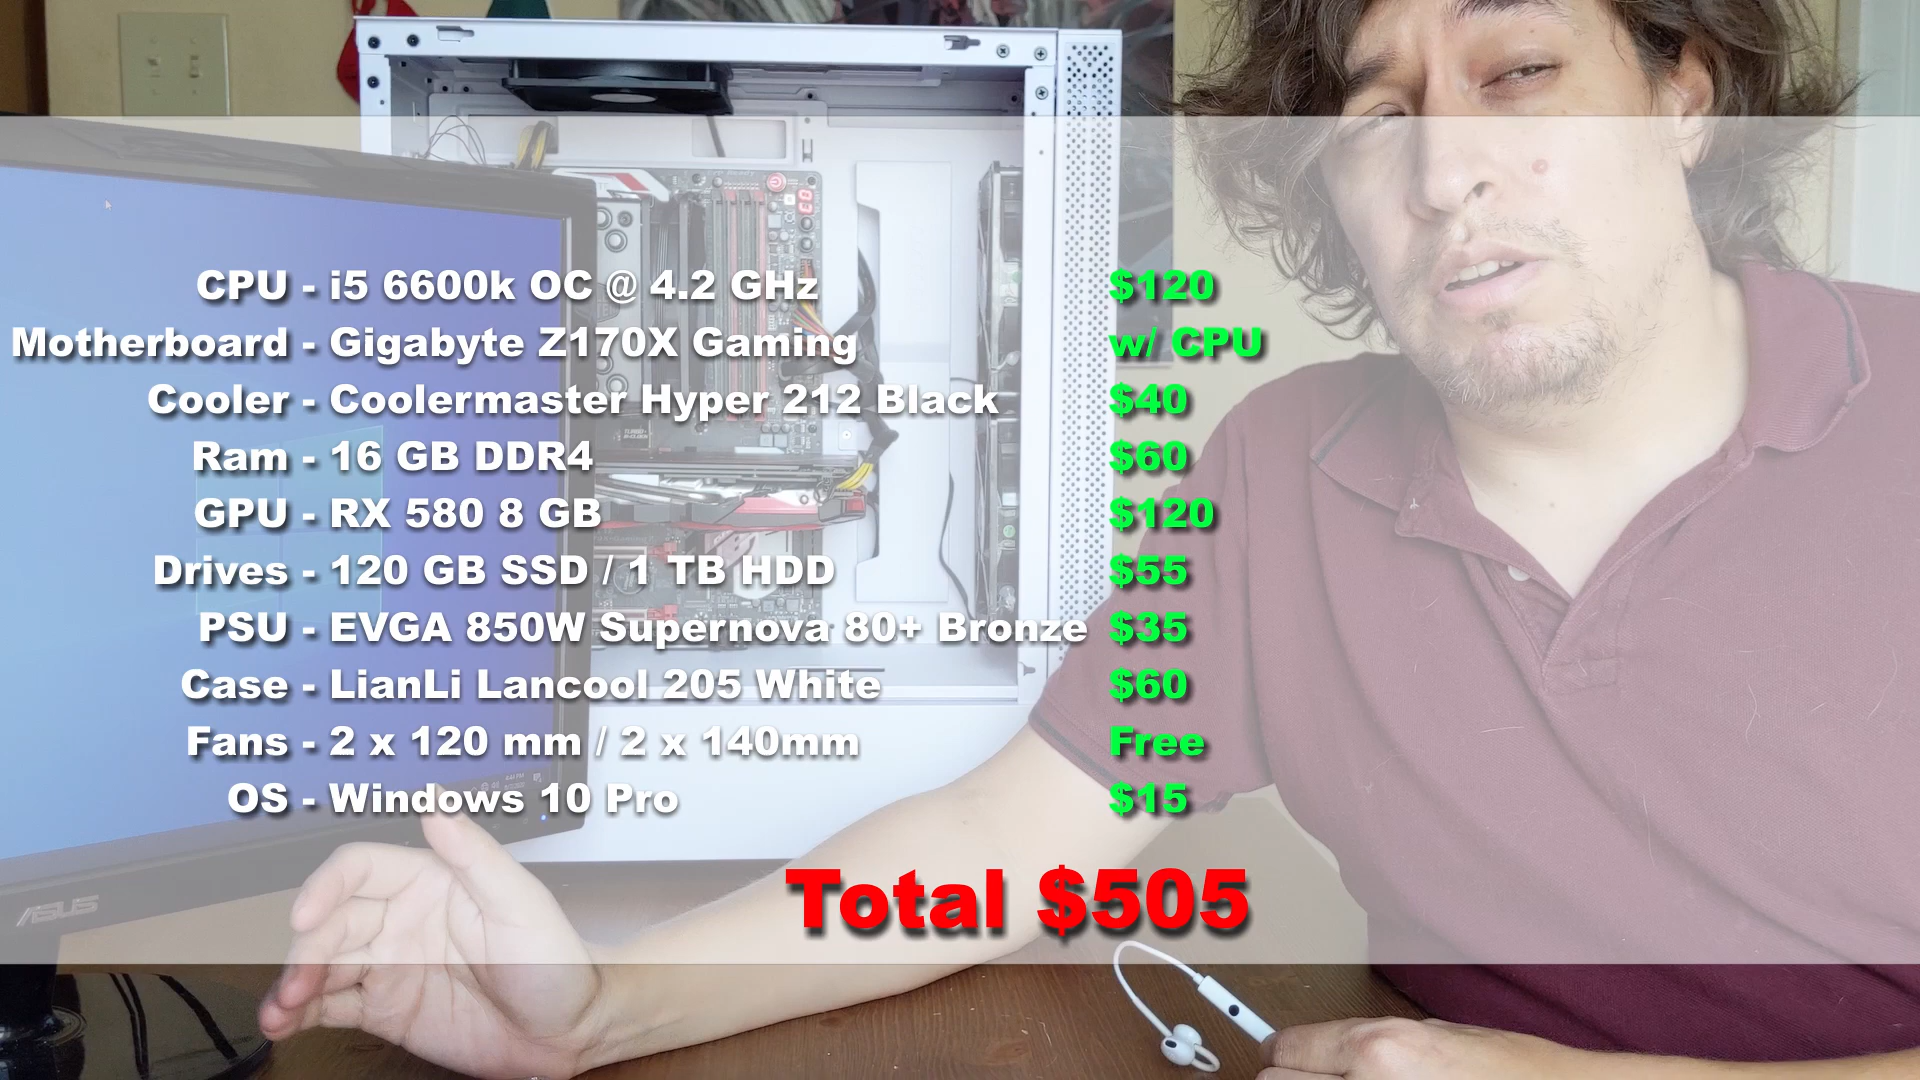 CPU - i5 6600k OC @ 4.2 GHz $120
Motherboard - Gigabyte Z170X Gaming w/ CPU
Cooler - Coolermaster Hyper 212 Black $40
Ram - 16 GB DDR4 $60
GPU - RX 580 8 GB $120
Drives - 120 GB SSD / 1 TB HDD $55
PSU - EVGA 850W Supernova 80+ Bronze $35
Case - LianLi Lancool 205 White $60
Fans - 2 x 120 mm / 2 x 140mm Free
OS - Windows 10 Pro $15
Total $505
ASUS